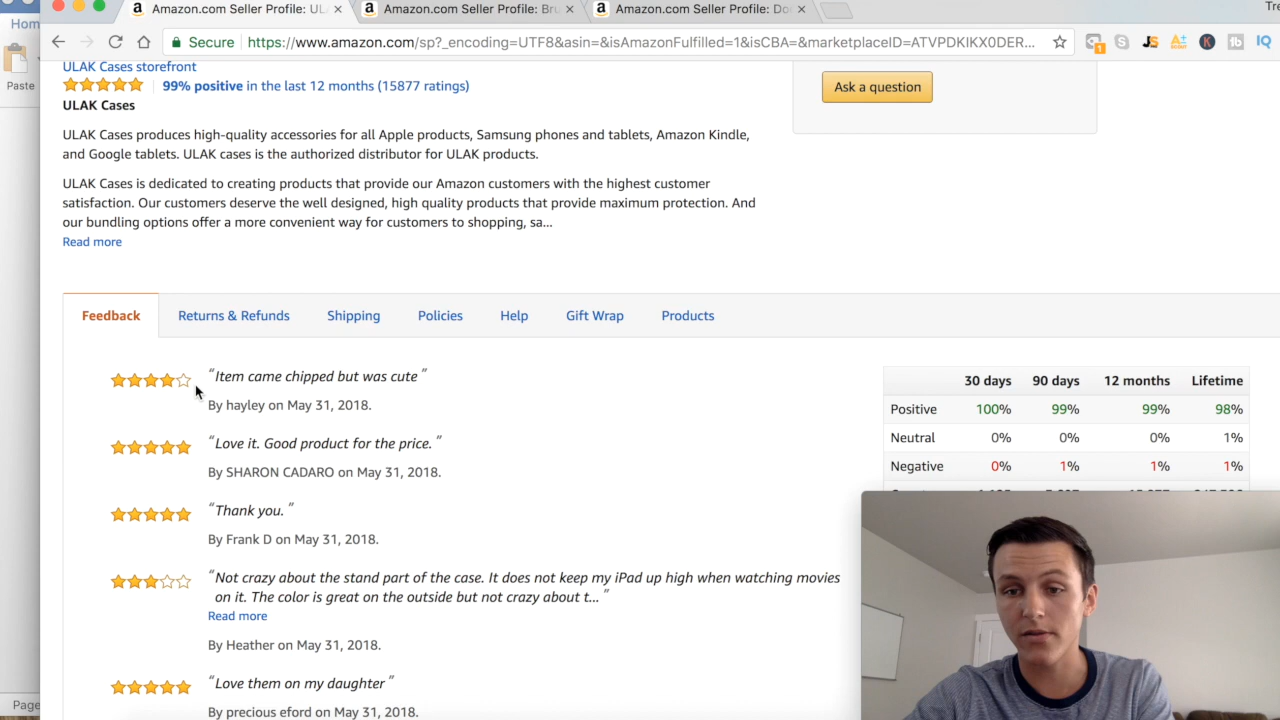 Hom
Paste
Page
Amazon.com Seller Profile: UL
Amazon.com Seller Profile: Bru
Amazon.com Seller Profile: Do
Tre
Secure https://www.amazon.com/sp?_encoding=UTF8&asin=&isAmazonFulfilled=1&isCBA=&marketplaceID=ATVPDKIKX0DER...
ULAK Cases storefront
99% positive in the last 12 months (15877 ratings)
ULAK Cases
ULAK Cases produces high-quality accessories for all Apple products, Samsung phones and tablets, Amazon Kindle,
and Google tablets. ULAK cases is the authorized distributor for ULAK products.
ULAK Cases is dedicated to creating products that provide our Amazon customers with the highest customer
satisfaction. Our customers deserve the well designed, high quality products that provide maximum protection. And
our bundling options offer a more convenient way for customers to shopping, sa...
Read more
Ask a question
Feedback Returns & Refunds Shipping Policies Help Gift Wrap Products
“Item came chipped but was cute ”
By hayley on May 31, 2018.
“Love it. Good product for the price. ”
By SHARON CADARO on May 31, 2018.
“Thank you. ”
By Frank D on May 31, 2018.
“Not crazy about the stand part of the case. It does not keep my iPad up high when watching movies
on it. The color is great on the outside but not crazy about t... ”
Read more
By Heather on May 31, 2018.
“Love them on my daughter ”
By precious eford on May 31, 2018.
30 days 90 days 12 months Lifetime
Positive 100% 99% 99% 98%
Neutral 0% 0% 0% 1%
Negative 0% 1% 1% 1%